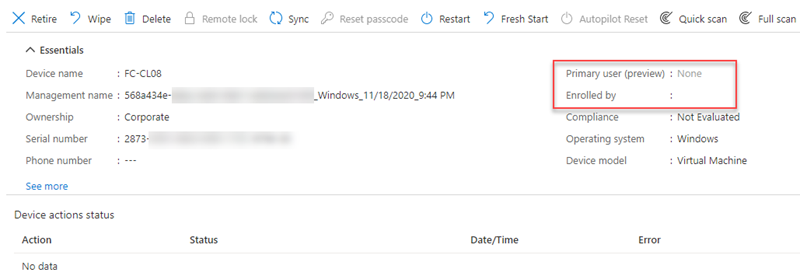 Retire Wipe Delete Remote lock Sync Reset passcode Restart Fresh Start Autopilot Reset Quick scan Full scan
Essentials
Device name : FC-CL08
Primary user (preview) : None
Management name : 568a434e- _Windows_11/18/2020_9:44 PM
Enrolled by :
Ownership : Corporate
Compliance : Not Evaluated
Serial number : 2873-
Operating system : Windows
Phone number : ---
Device model : Virtual Machine
See more
Device actions status
Action Status Date/Time Error
No data